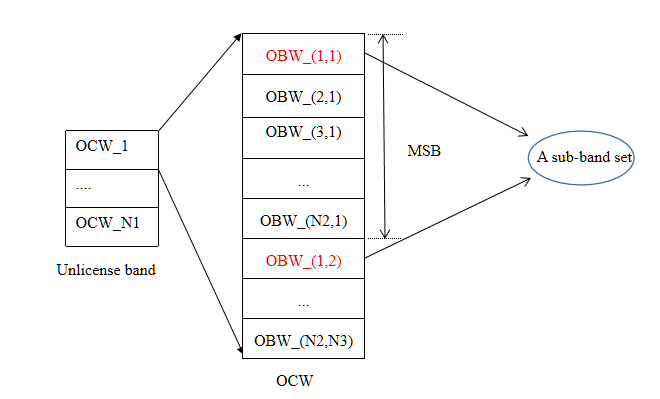 OCW_1
....
OCW_N1
Unlicense band
OBW_(1,1)
OBW_(2,1)
OBW_(3,1)
...
OBW_(N2,1)
OBW_(1,2)
...
OBW_(N2,N3)
OCW
MSB
A sub-band set